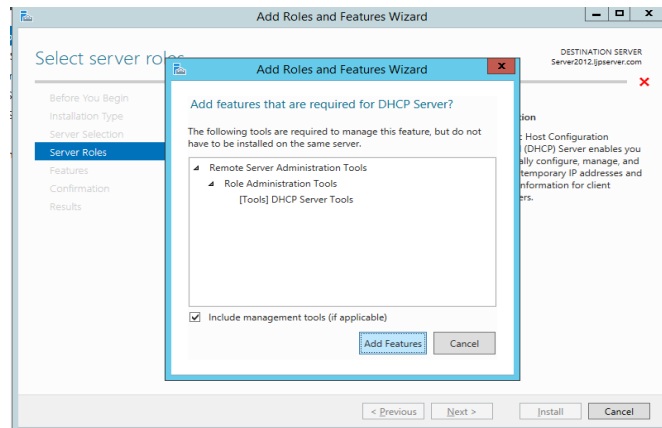 Add Roles and Features Wizard
Select server roles
DESTINATION SERVER
Server2012.ljpserver.com
Before You Begin
Installation Type
Server Selection
Server Roles
Features
Confirmation
Results
Add Roles and Features Wizard
Add features that are required for DHCP Server?
The following tools are required to manage this feature, but do not
have to be installed on the same server.
Remote Server Administration Tools
Role Administration Tools
[Tools] DHCP Server Tools
Include management tools (if applicable)
Add Features
Cancel
Host Configuration
(DHCP) Server enables you
configure, manage, and
temporary IP addresses and
information for client
< Previous
Next >
Install
Cancel